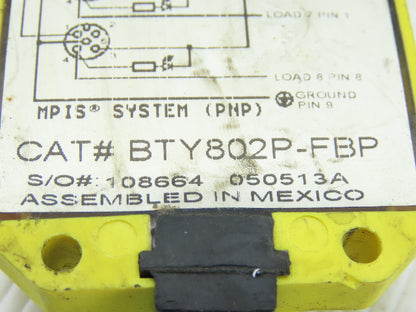 LOAD 7 PIN 1
4
LOAD 8 PIN 8
GROUND
PIN 9
MPIS® SYSTEM (PNP)
CAT# BTY802P-FBP
S/O#: 108664 050513A
ASSEMBLED IN MEXICO